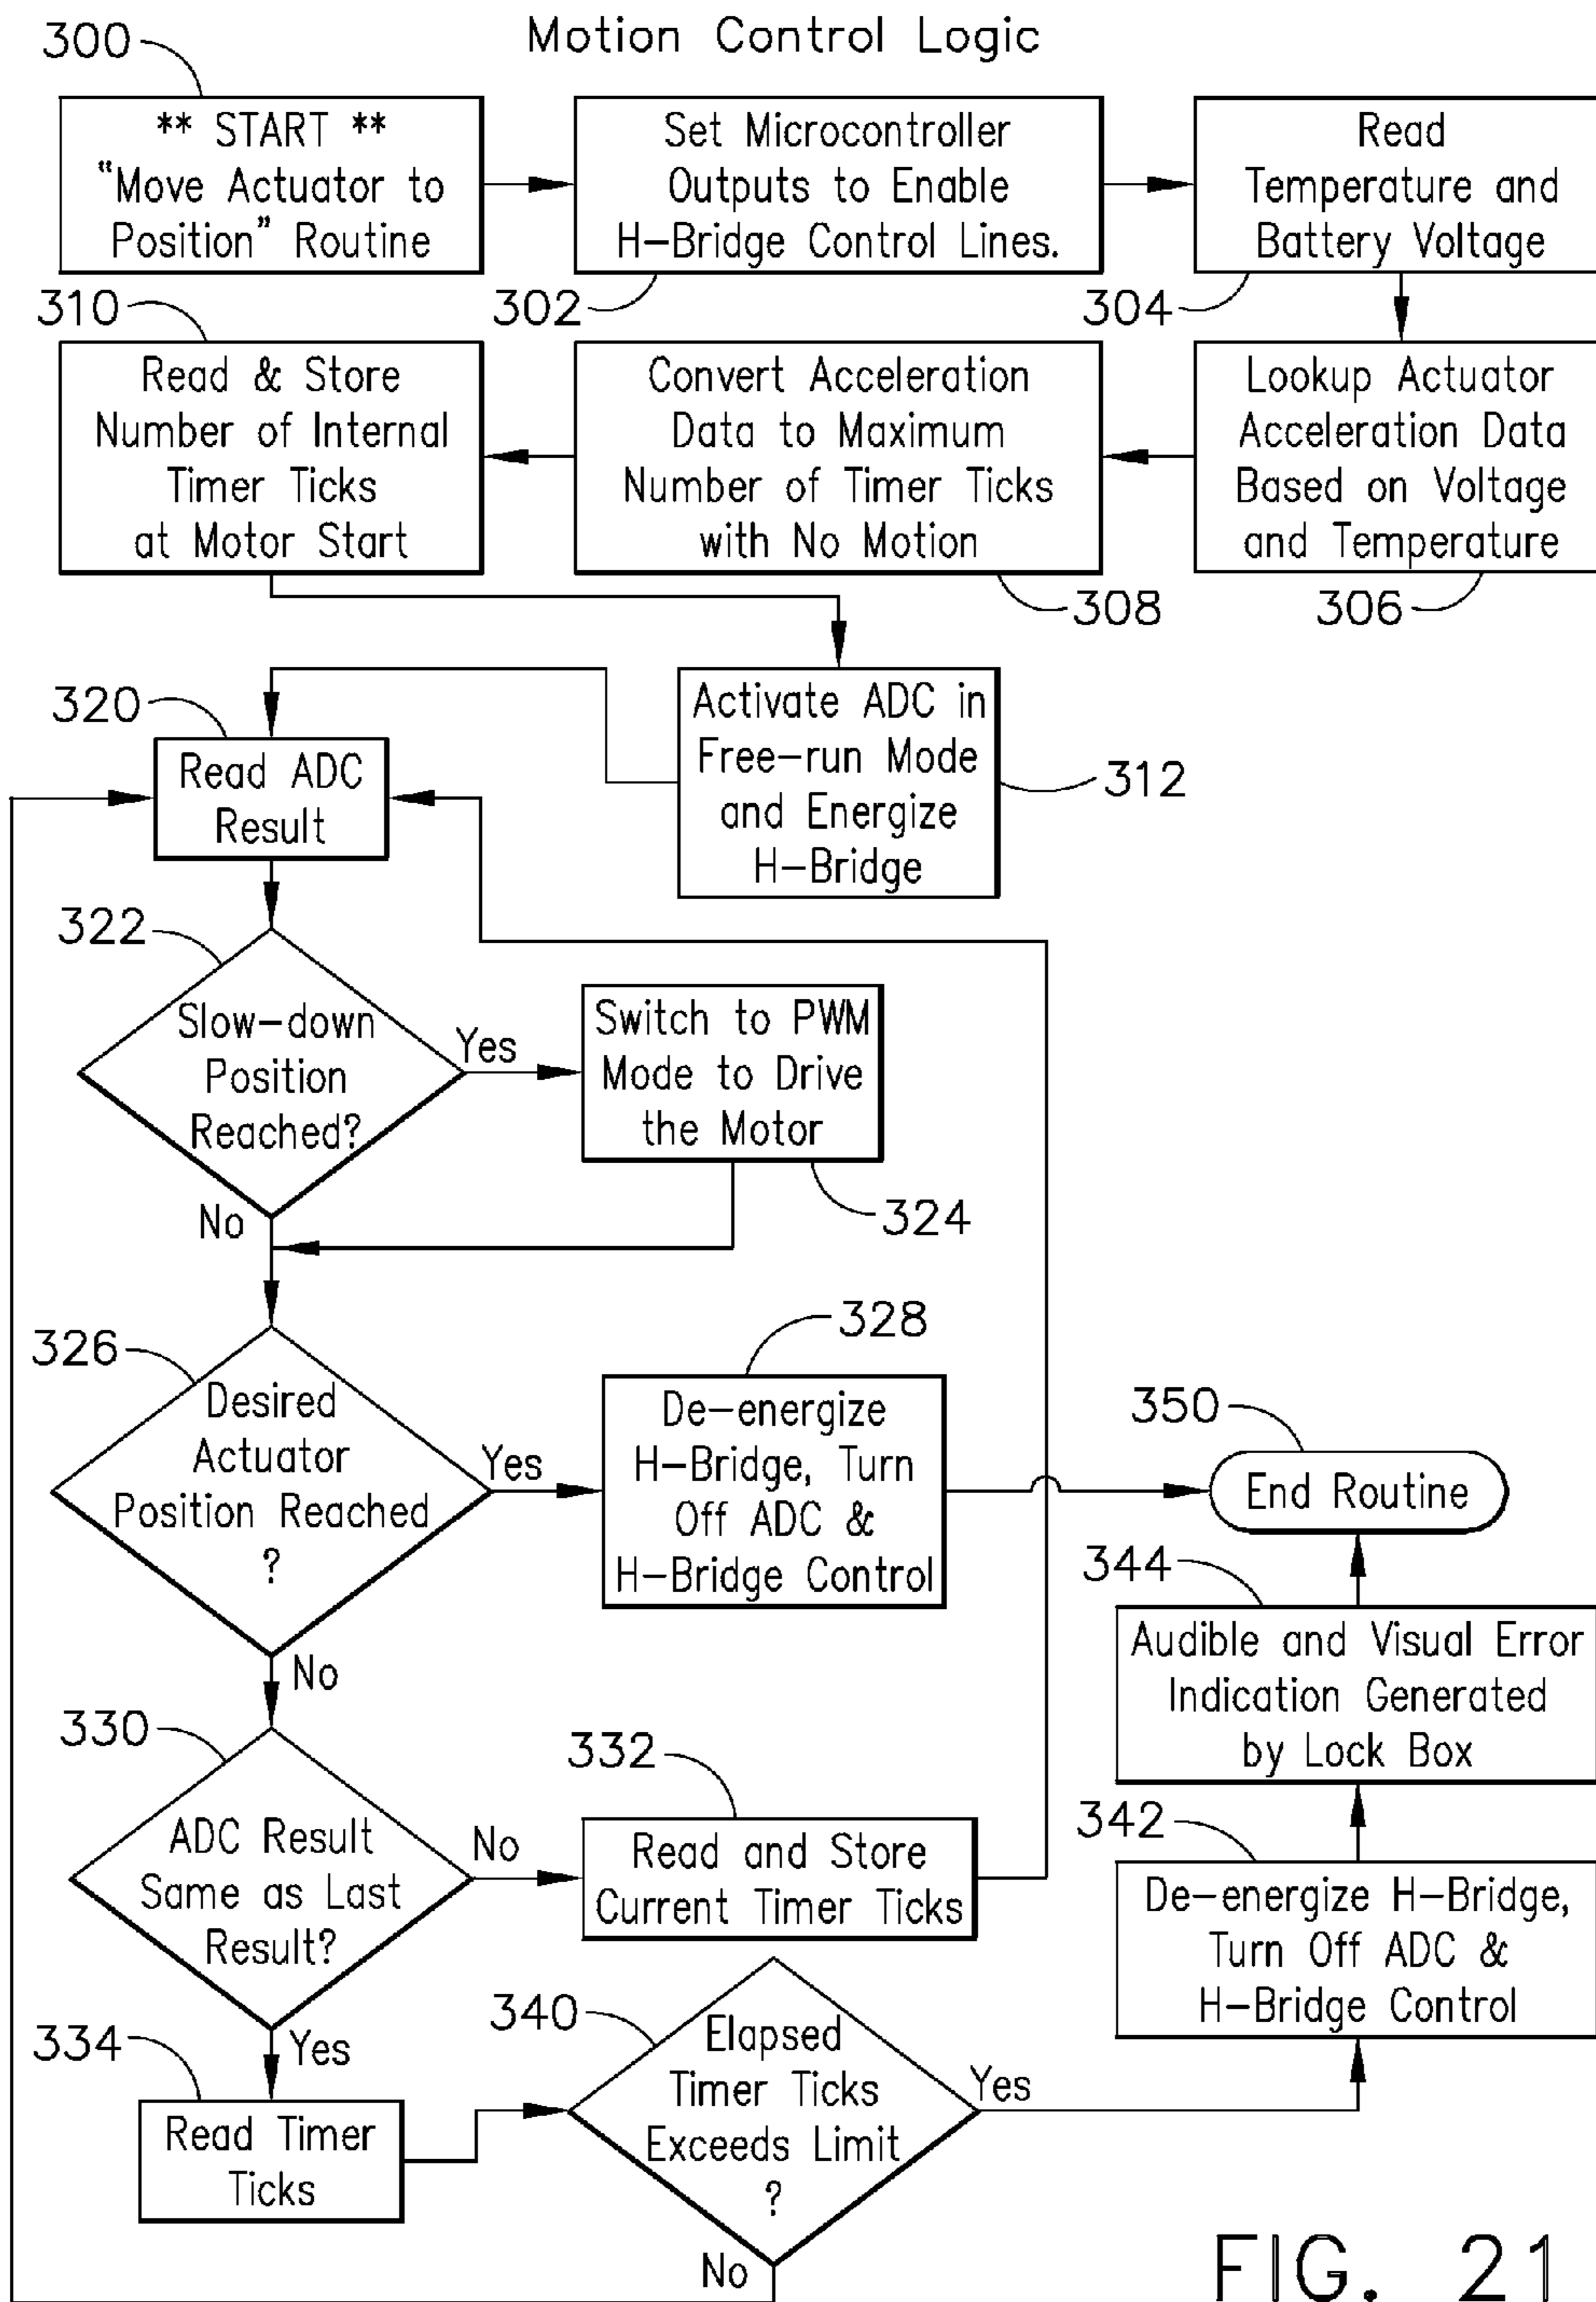 Motion Control Logic
300
** START **
“Move Actuator to
Position” Routine
Set Microcontroller
Outputs to Enable
H-Bridge Control Lines.
302
Read
Temperature and
Battery Voltage
304
310
Read & Store
Number of Internal
Timer Ticks
at Motor Start
Convert Acceleration
Data to Maximum
Number of Timer Ticks
with No Motion
308
Lookup Actuator
Acceleration Data
Based on Voltage
and Temperature
306
Activate ADC in
Free-run Mode
and Energize
H-Bridge
312
320
Read ADC
Result
322
Slow-down
Position
Reached?
Yes
No
Switch to PWM
Mode to Drive
the Motor
324
326
Desired
Actuator
Position Reached
?
Yes
No
328
De-energize
H-Bridge, Turn
Off ADC &
H-Bridge Control
350
End Routine
344
Audible and Visual Error
Indication Generated
by Lock Box
330
ADC Result
Same as Last
Result?
No
Yes
332
Read and Store
Current Timer Ticks
342
De-energize H-Bridge,
Turn Off ADC &
H-Bridge Control
334
Read Timer
Ticks
340
Elapsed
Timer Ticks
Exceeds Limit
?
Yes
No
FIG. 21